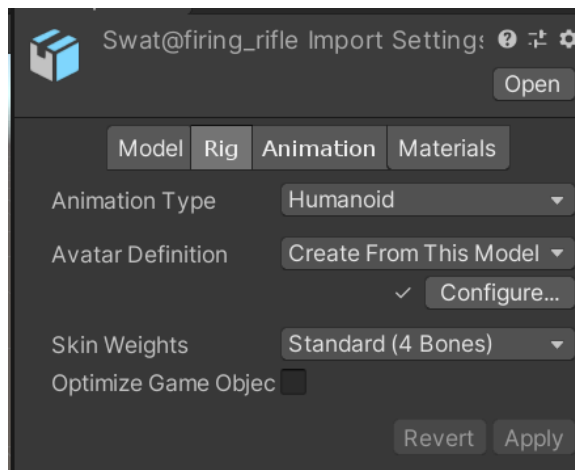 Swat@firing_rifle Import Settings
Open
Model Rig Animation Materials
Animation Type Humanoid
Avatar Definition Create From This Model
Configure...
Skin Weights Standard (4 Bones)
Optimize Game Objec
Revert Apply